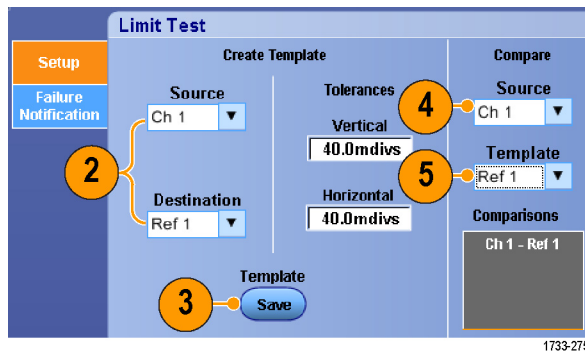 Limit Test
Setup
Failure
Notification
Create Template
Source
Ch 1
2
Destination
Ref 1
Tolerances
Vertical
40.0mdivs
Horizontal
40.0mdivs
3
Template
Save
Compare
4
Source
Ch 1
5
Template
Ref 1
Comparisons
Ch 1 - Ref 1
1733-275